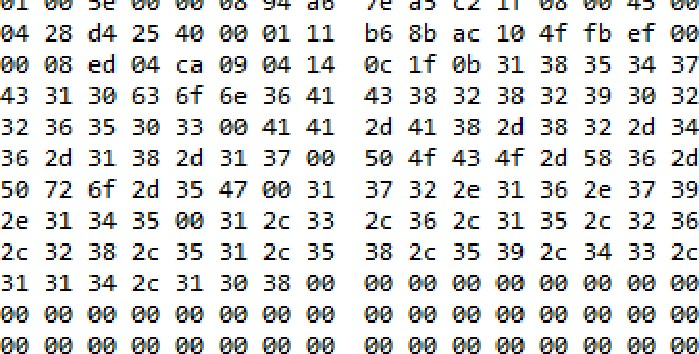 01 00 5e 00 00 08 94 a6 7e a5 c2 1f 08 00 45 00
04 28 d4 25 40 00 01 11 b6 8b ac 10 4f fb ef 00
00 08 ed 04 ca 09 04 14 0c 1f 0b 31 38 35 34 37
43 31 30 63 6f 6e 36 41 43 38 32 38 32 39 30 32
32 36 35 30 33 00 41 41 2d 41 38 2d 38 32 2d 34
36 2d 31 38 2d 31 37 00 50 4f 43 4f 2d 58 36 2d
50 72 6f 2d 35 47 00 31 37 32 2e 31 36 2e 37 39
2e 31 34 35 00 31 2c 33 2c 36 2c 31 35 2c 32 36
2c 32 38 2c 35 31 2c 35 38 2c 35 39 2c 34 33 2c
31 31 34 2c 31 30 38 00 00 00 00 00 00 00 00 00
00 00 00 00 00 00 00 00 00 00 00 00 00 00 00 00
00 00 00 00 00 00 00 00 00 00 00 00 00 00 00 00